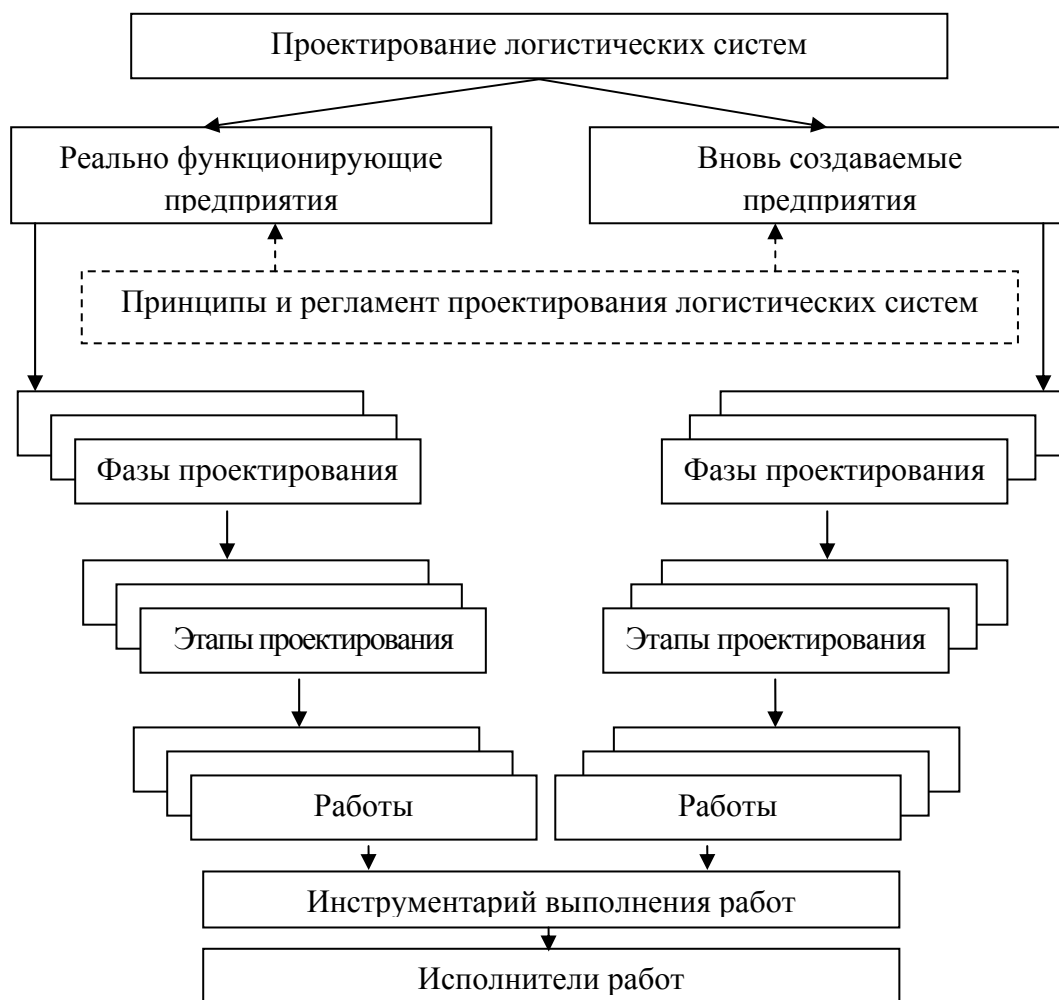 Проектирование логистических систем
Реально функционирующие
предприятия
Вновь создаваемые
предприятия
Принципы и регламент проектирования логистических систем
Фазы проектирования
Фазы проектирования
Этапы проектирования
Этапы проектирования
Работы
Работы
Инструментарий выполнения работ
Исполнители работ